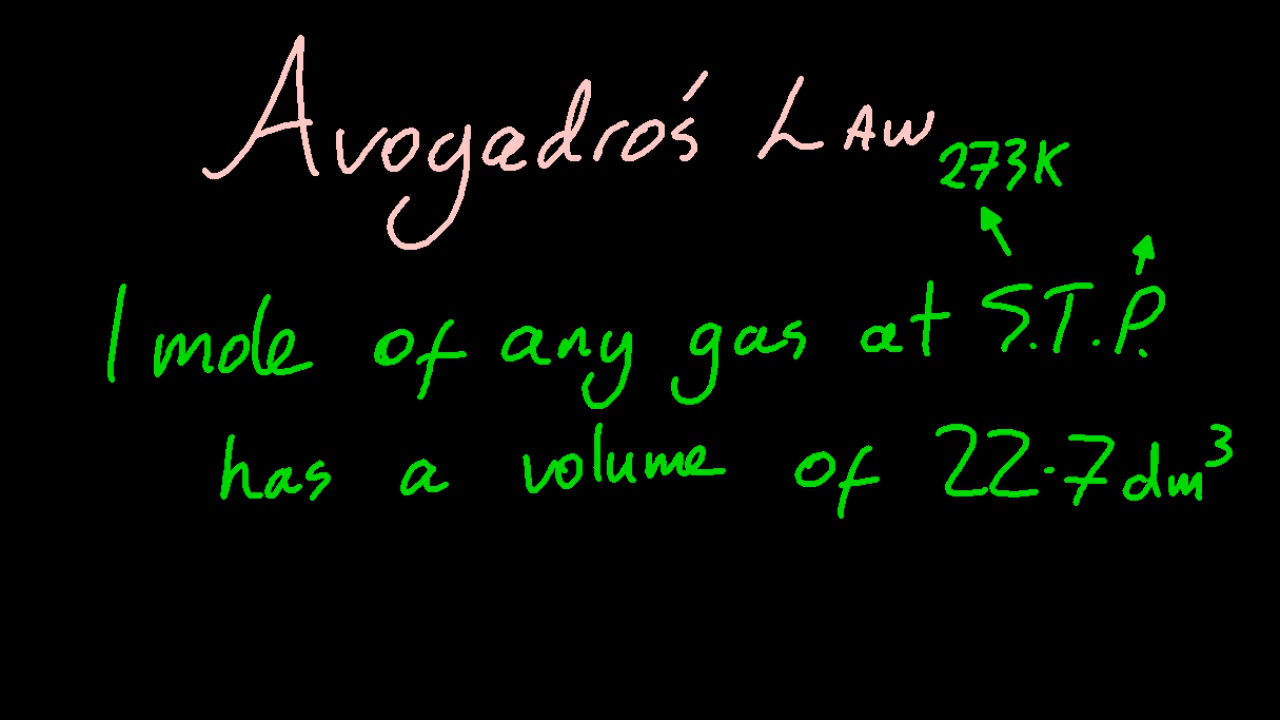 Avogadro's LAW
273K
1 mole of any gas at S.T.P.
has a volume of 22.7dm³